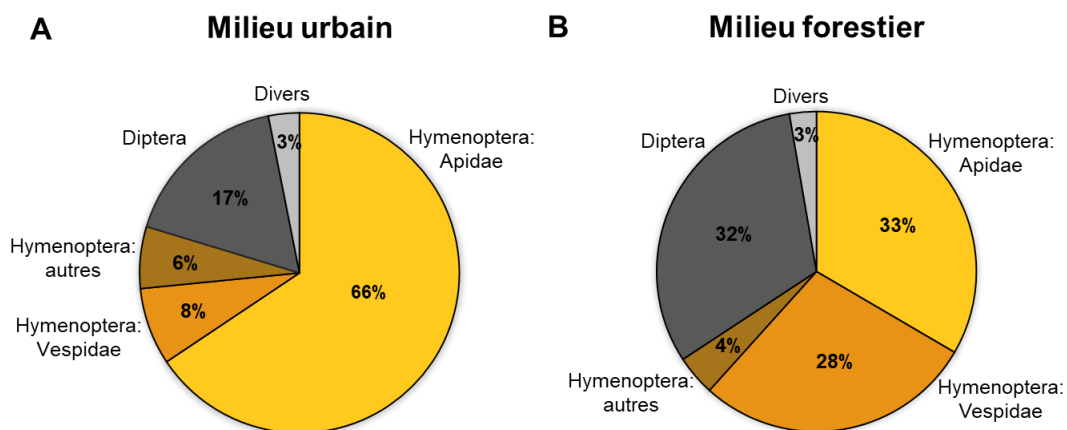 A
Milieu urbain
Divers
Diptera
3%
Hymenoptera:
Apidae
17%
Hymenoptera:
autres
6%
66%
8%
Hymenoptera:
Vespidae
B
Milieu forestier
Divers
3%
Diptera
Hymenoptera:
Apidae
33%
32%
4%
28%
Hymenoptera:
autres
Hymenoptera:
Vespidae